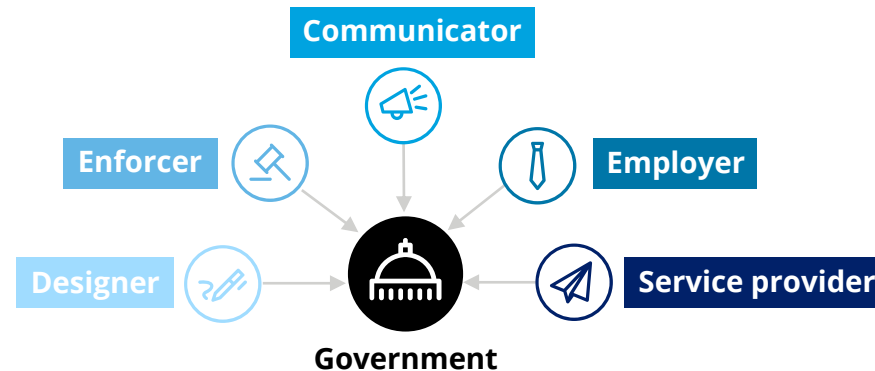 Communicator
Enforcer
Employer
Designer
Service provider
Government